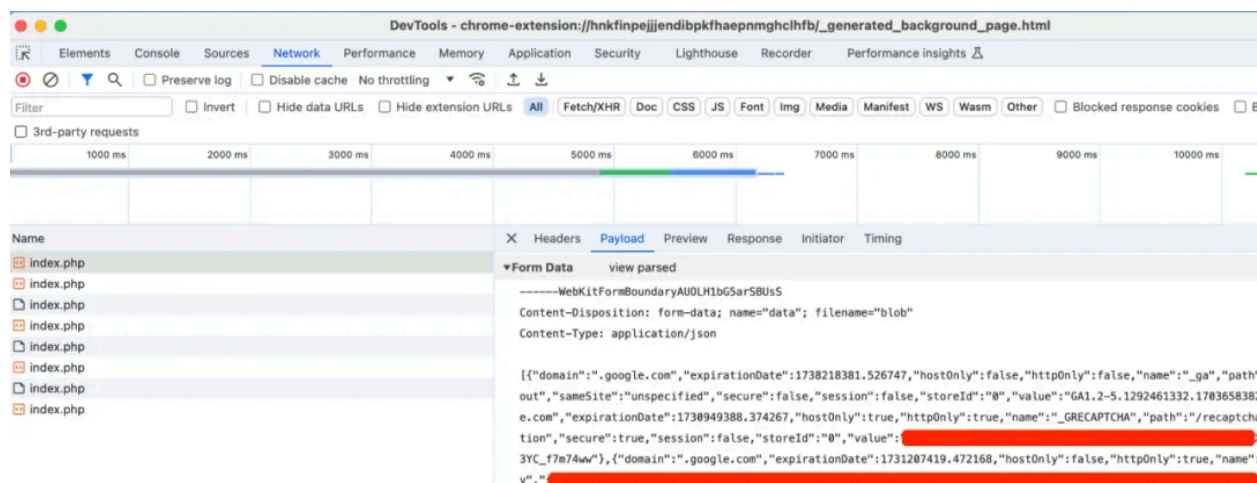 DevTools - chrome-extension://hnkfinpejjjendibpkfhaepnmghclhfb/_generated_background_page.html
Elements Console Sources Network Performance Memory Application Security Lighthouse Recorder Performance insights
Preserve log Disable cache No throttling
Filter Invert Hide data URLs Hide extension URLs All Fetch/XHR Doc CSS JS Font Img Media Manifest WS Wasm Other Blocked response cookies
3rd-party requests
1000 ms 2000 ms 3000 ms 4000 ms 5000 ms 6000 ms 7000 ms 8000 ms 9000 ms 10000 ms
Name Headers Payload Preview Response Initiator Timing
index.php
index.php
index.php
index.php
index.php
index.php
index.php
index.php
Form Data view parsed
------WebKitFormBoundaryAUOLH1bG5arSBUsS
Content-Disposition: form-data; name="data"; filename="blob"
Content-Type: application/json
[{"domain":".google.com","expirationDate":1738218381.526747,"hostOnly":false,"httpOnly":false,"name":"_ga","path"
out","sameSite":"unspecified","secure":false,"session":false,"storeId":"0","value":"GA1.2-5.1292461332.170365838
e.com","expirationDate":1730949388.374267,"hostOnly":true,"httpOnly":true,"name":"_GRECAPTCHA","path":"/recaptcha
tion","secure":true,"session":false,"storeId":"0","value":
3YC_f7m74ww"},{"domain":".google.com","expirationDate":1731207419.472168,"hostOnly":false,"httpOnly":true,"name":